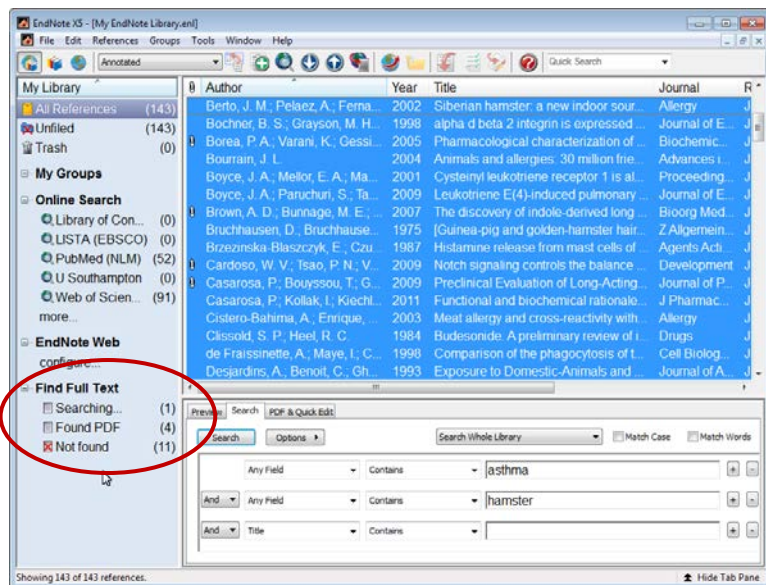 EndNote X5 - [My EndNote Library.enl]
File Edit References Groups Tools Window Help
Annotated Quick Search
My Library Author Year Title Journal R
All References (143) Berto, J. M.; Pelaez, A.; Ferna... 2002 Siberian hamster: a new indoor sour... Allergy J
Unfiled (143) Bochner, B. S.; Grayson, M. H... 1998 alpha d beta 2 integrin is expressed ... Journal of E... J
Trash (0) Borea, P. A.; Varani, K.; Gessi... 2005 Pharmacological characterization of ... Biochemic... J
Bourrain, J. L. 2004 Animals and allergies: 30 million frie... Advances i... J
My Groups Boyce, J. A.; Mellor, E. A.; Ma... 2001 Cysteinyl leukotriene receptor 1 is al... Proceeding... J
Online Search Boyce, J. A.; Paruchuri, S.; Ta... 2009 Leukotriene E(4)-induced pulmonary ... Journal of E... J
Library of Con... (0) Brown, A. D.; Bunnage, M. E.; ... 2007 The discovery of indole-derived long ... Bioorg Med... J
LISTA (EBSCO) (0) Bruchhausen, D.; Bruchhause... 1975 [Guinea-pig and golden-hamster hair... Z Allgemein... J
PubMed (NLM) (52) Brzezinska-Blaszczyk, E.; Czu... 1987 Histamine release from mast cells of ... Agents Acti... J
U Southampton (0) Cardoso, W. V.; Tsao, P. N.; V... 2009 Notch signaling controls the balance ... Development J
Web of Scien... (91) Casarosa, P.; Bouyssou, T.; G... 2009 Preclinical Evaluation of Long-Acting... Journal of P... J
more... Casarosa, P.; Kollak, I.; Kiechl... 2011 Functional and biochemical rationale... J Pharmac... J
Cistero-Bahima, A.; Enrique, ... 2003 Meat allergy and cross-reactivity with... Allergy J
EndNote Web Clissold, S. P.; Heel, R. C. 1984 Budesonide. A preliminary review of i... Drugs J
configure... de Fraissinette, A.; Maye, I.; C... 1998 Comparison of the phagocytosis of t... Cell Biolog... J
Find Full Text Desjardins, A.; Benoit, C.; Gh... 1993 Exposure to Domestic-Animals and ... Journal of A... J
Searching... (1)
Found PDF (4)
Not found (11)
Preview Search PDF & Quick Edit
Search Options Search Whole Library Match Case Match Words
Any Field Contains asthma
And Any Field Contains hamster
And Title Contains
Showing 143 of 143 references. Hide Tab Pane